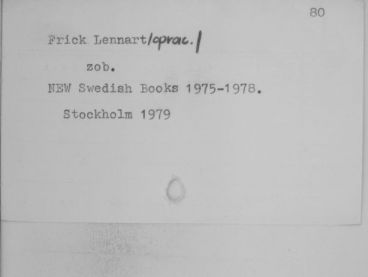 80
Frick Lennart/oprac./
zob.
NEW Swedish Books 1975-1978.
Stockholm 1979